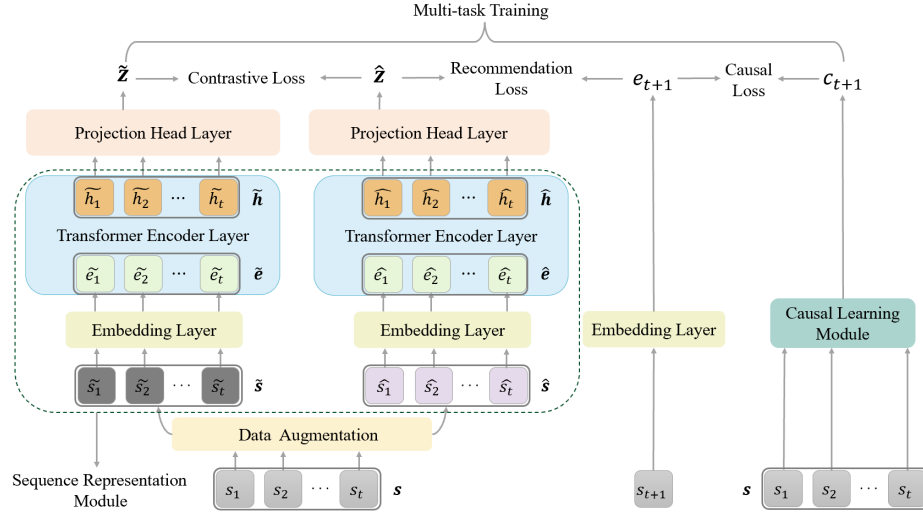 Multi-task Training
z̃ Contrastive Loss ẑ Recommendation Loss e_{t+1} Causal Loss c_{t+1}
Projection Head Layer Projection Head Layer
h̃_1 h̃_2 ··· h̃_t h̃ ĥ_1 ĥ_2 ··· ĥ_t ĥ
Transformer Encoder Layer Transformer Encoder Layer
ẽ_1 ẽ_2 ··· ẽ_t ẽ ê_1 ê_2 ··· ê_t ê
Embedding Layer Embedding Layer Embedding Layer Causal Learning Module
s̃_1 s̃_2 ··· s̃_t s̃ ŝ_1 ŝ_2 ··· ŝ_t ŝ
Data Augmentation
Sequence Representation Module
s_1 s_2 ··· s_t s s_{t+1} s s_1 s_2 ··· s_t